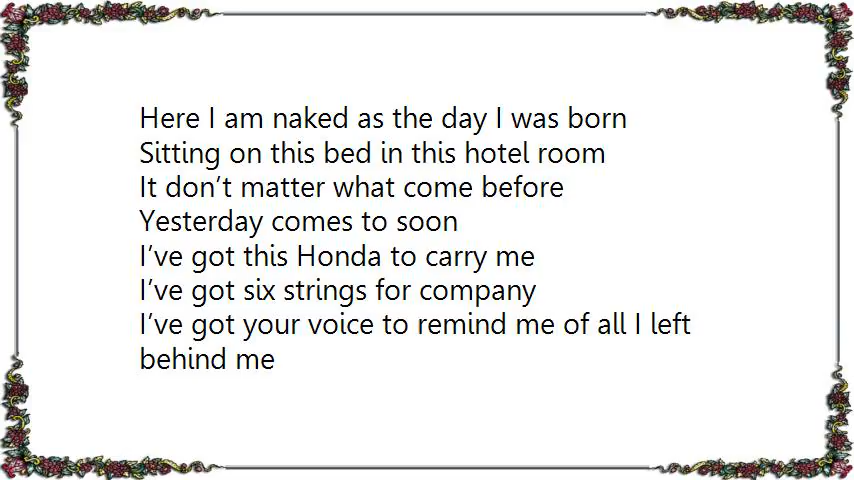 Here I am naked as the day I was born
Sitting on this bed in this hotel room
It don’t matter what come before
Yesterday comes to soon
I’ve got this Honda to carry me
I’ve got six strings for company
I’ve got your voice to remind me of all I left
behind me